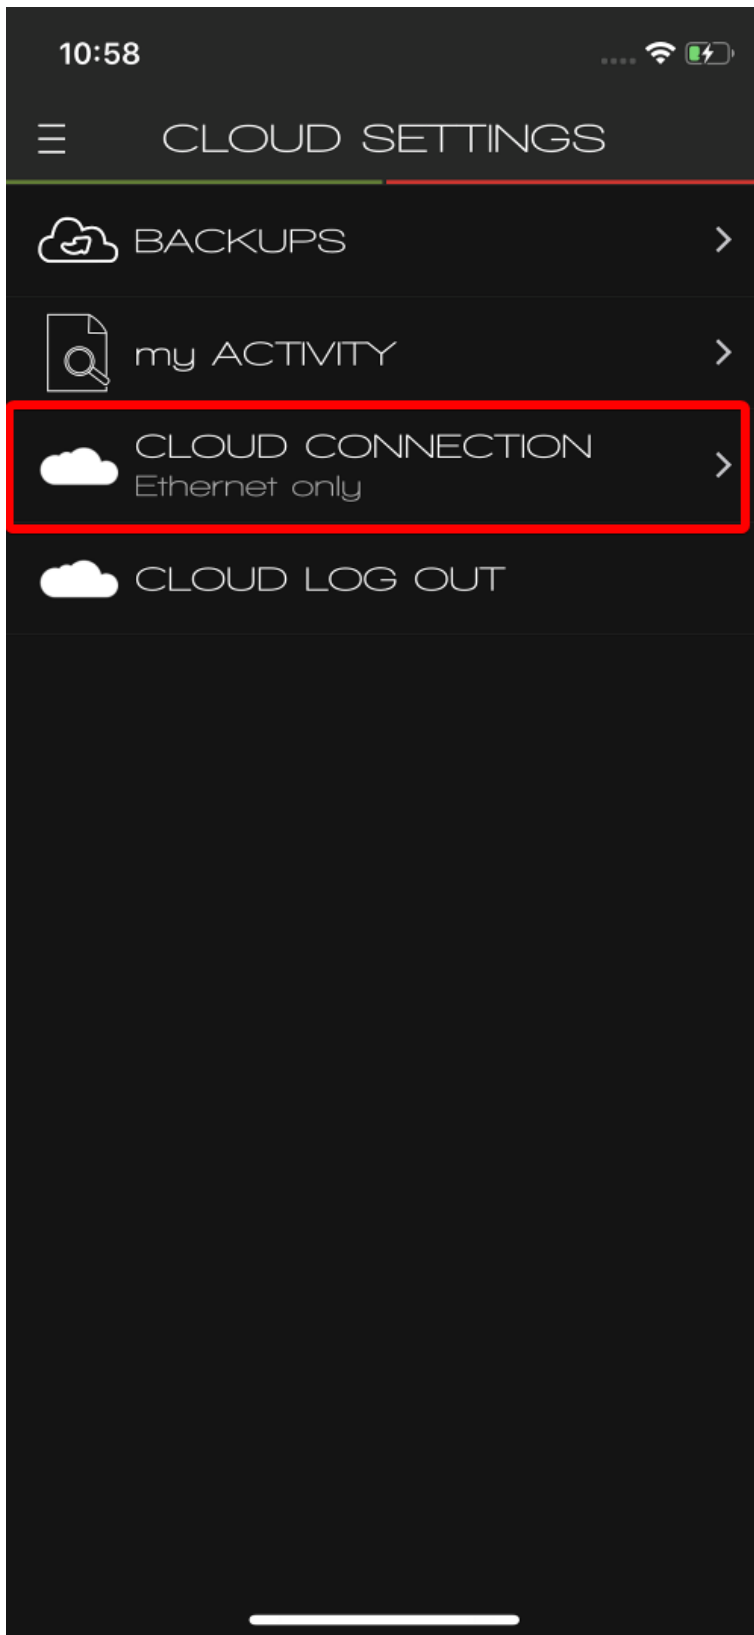 10:58
CLOUD SETTINGS
BACKUPS
my ACTIVITY
CLOUD CONNECTION
Ethernet only
CLOUD LOG OUT